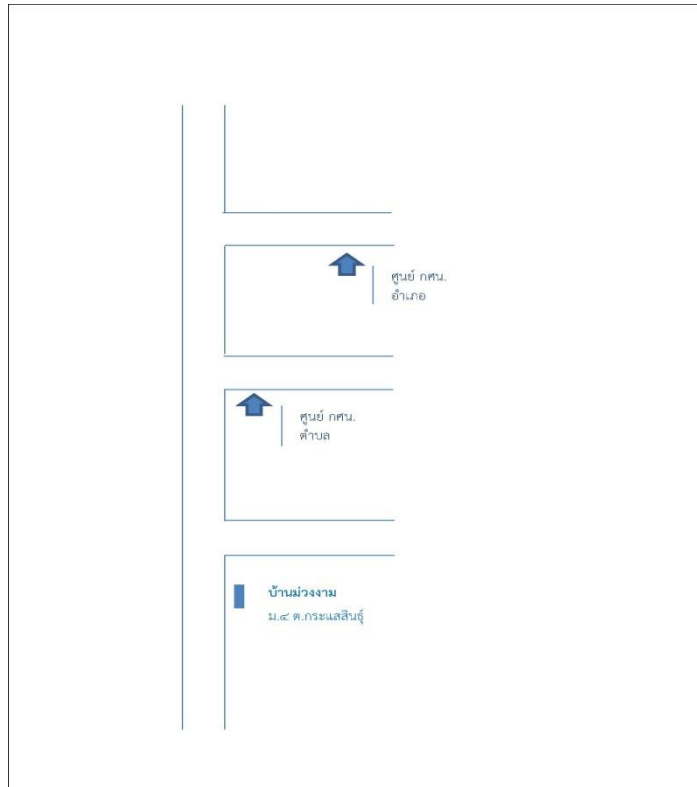 ศูนย์ กศน.
อำเภอ
ศูนย์ กศน.
ตำบล
บ้านม่วงงาม
ม.๔ ต.กระแสสินธุ์